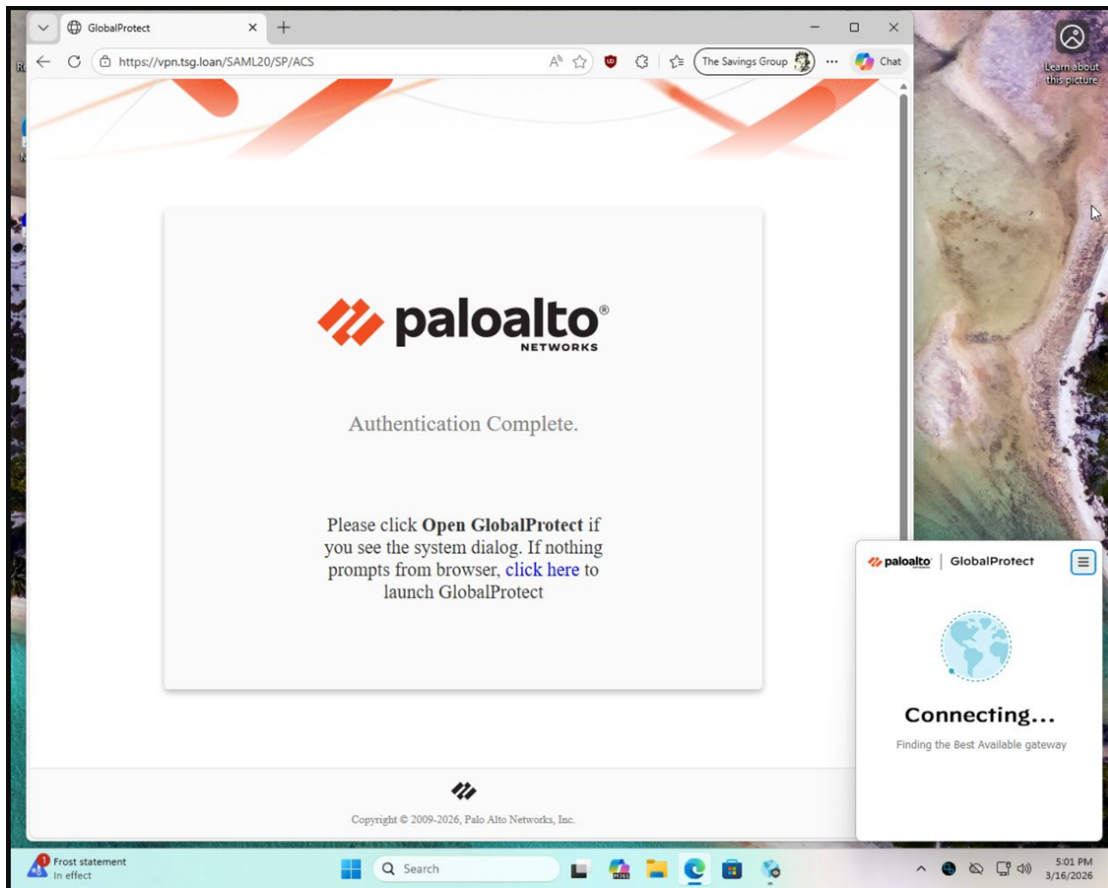 GlobalProtect
https://vpn.tsg.loan/SAML20/SP/ACS
The Savings Group
Chat
Learn about
this picture
paloalto®
NETWORKS
Authentication Complete.
Please click Open GlobalProtect if
you see the system dialog. If nothing
prompts from browser, click here to
launch GlobalProtect
paloalto
NETWORKS
GlobalProtect
Connecting...
Finding the Best Available gateway
Copyright © 2009-2026, Palo Alto Networks, Inc.
1
Frost statement
In effect
Search
M365
5:01 PM
3/16/2026